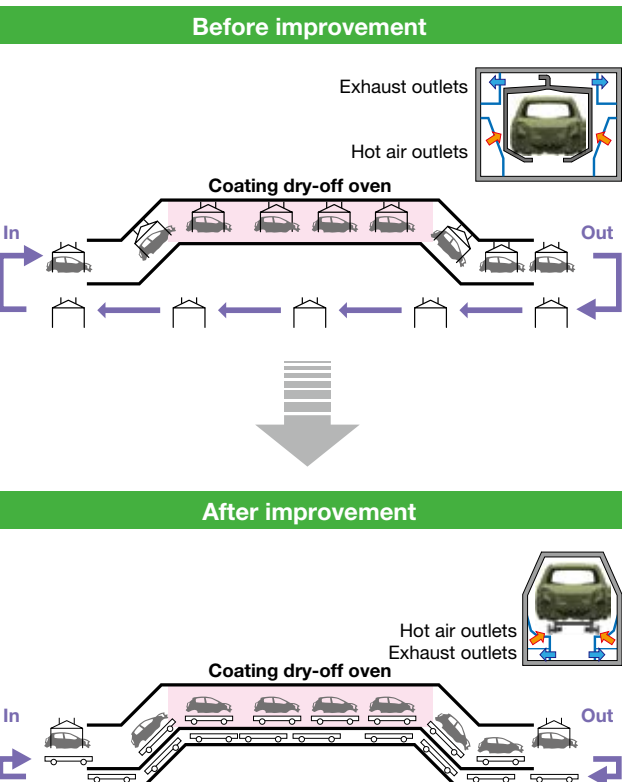 Before improvement
Exhaust outlets
Hot air outlets
Coating dry-off oven
In
Out
After improvement
Hot air outlets
Exhaust outlets
Coating dry-off oven
In
Out